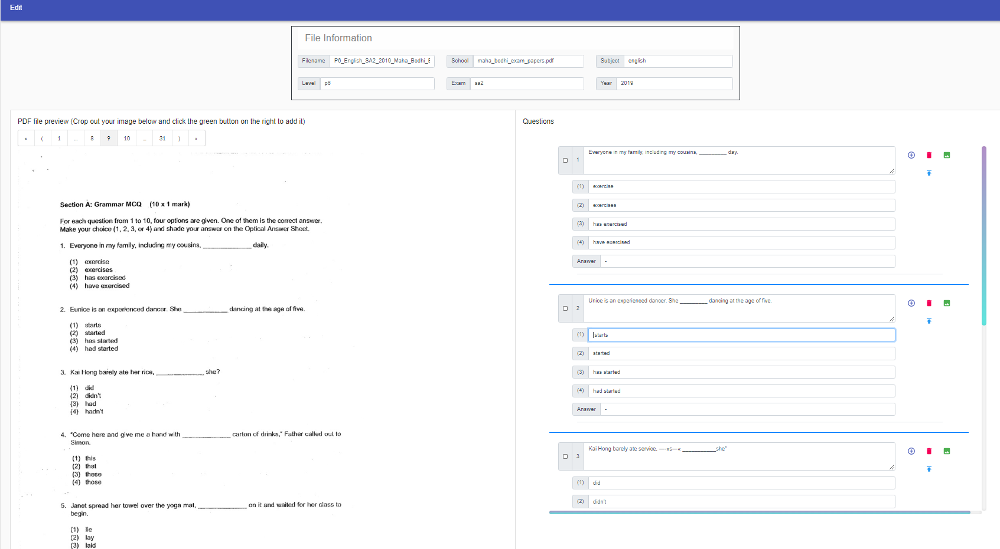 Edit
File Information
Filename P6_English_SA2_2019_Maha_Bodhi_E
School maha_bodhi_exam_papers.pdf
Subject english
Level p6
Exam sa2
Year 2019
PDF file preview (Crop out your image below and click the green button on the right to add it)
« ⟨ 1 ... 8 9 10 ... 31 ⟩ »
Section A: Grammar MCQ (10 x 1 mark)
For each question from 1 to 10, four options are given. One of them is the correct answer.
Make your choice (1, 2, 3, or 4) and shade your answer on the Optical Answer Sheet.
1. Everyone in my family, including my cousins, ____________ daily.
(1) exercise
(2) exercises
(3) has exercised
(4) have exercised
2. Eunice is an experienced dancer. She ____________ dancing at the age of five.
(1) starts
(2) started
(3) has started
(4) had started
3. Kai Hong barely ate her rice, ____________ she?
(1) did
(2) didn't
(3) had
(4) hadn't
4. "Come here and give me a hand with ____________ carton of drinks," Father called out to
Simon.
(1) this
(2) that
(3) these
(4) those
5. Janet spread her towel over the yoga mat, ____________ on it and waited for her class to
begin.
(1) lie
(2) lay
(3) laid
Questions
1 Everyone in my family, including my cousins, _________ day.
(1) exercise
(2) exercises
(3) has exercised
(4) have exercised
Answer -
2 Unice is an experienced dancer. She _________ dancing at the age of five.
(1) starts
(2) started
(3) has started
(4) had started
Answer -
3 Kai Hong barely ate service, —-»s—« ___________she"
(1) did
(2) didn't